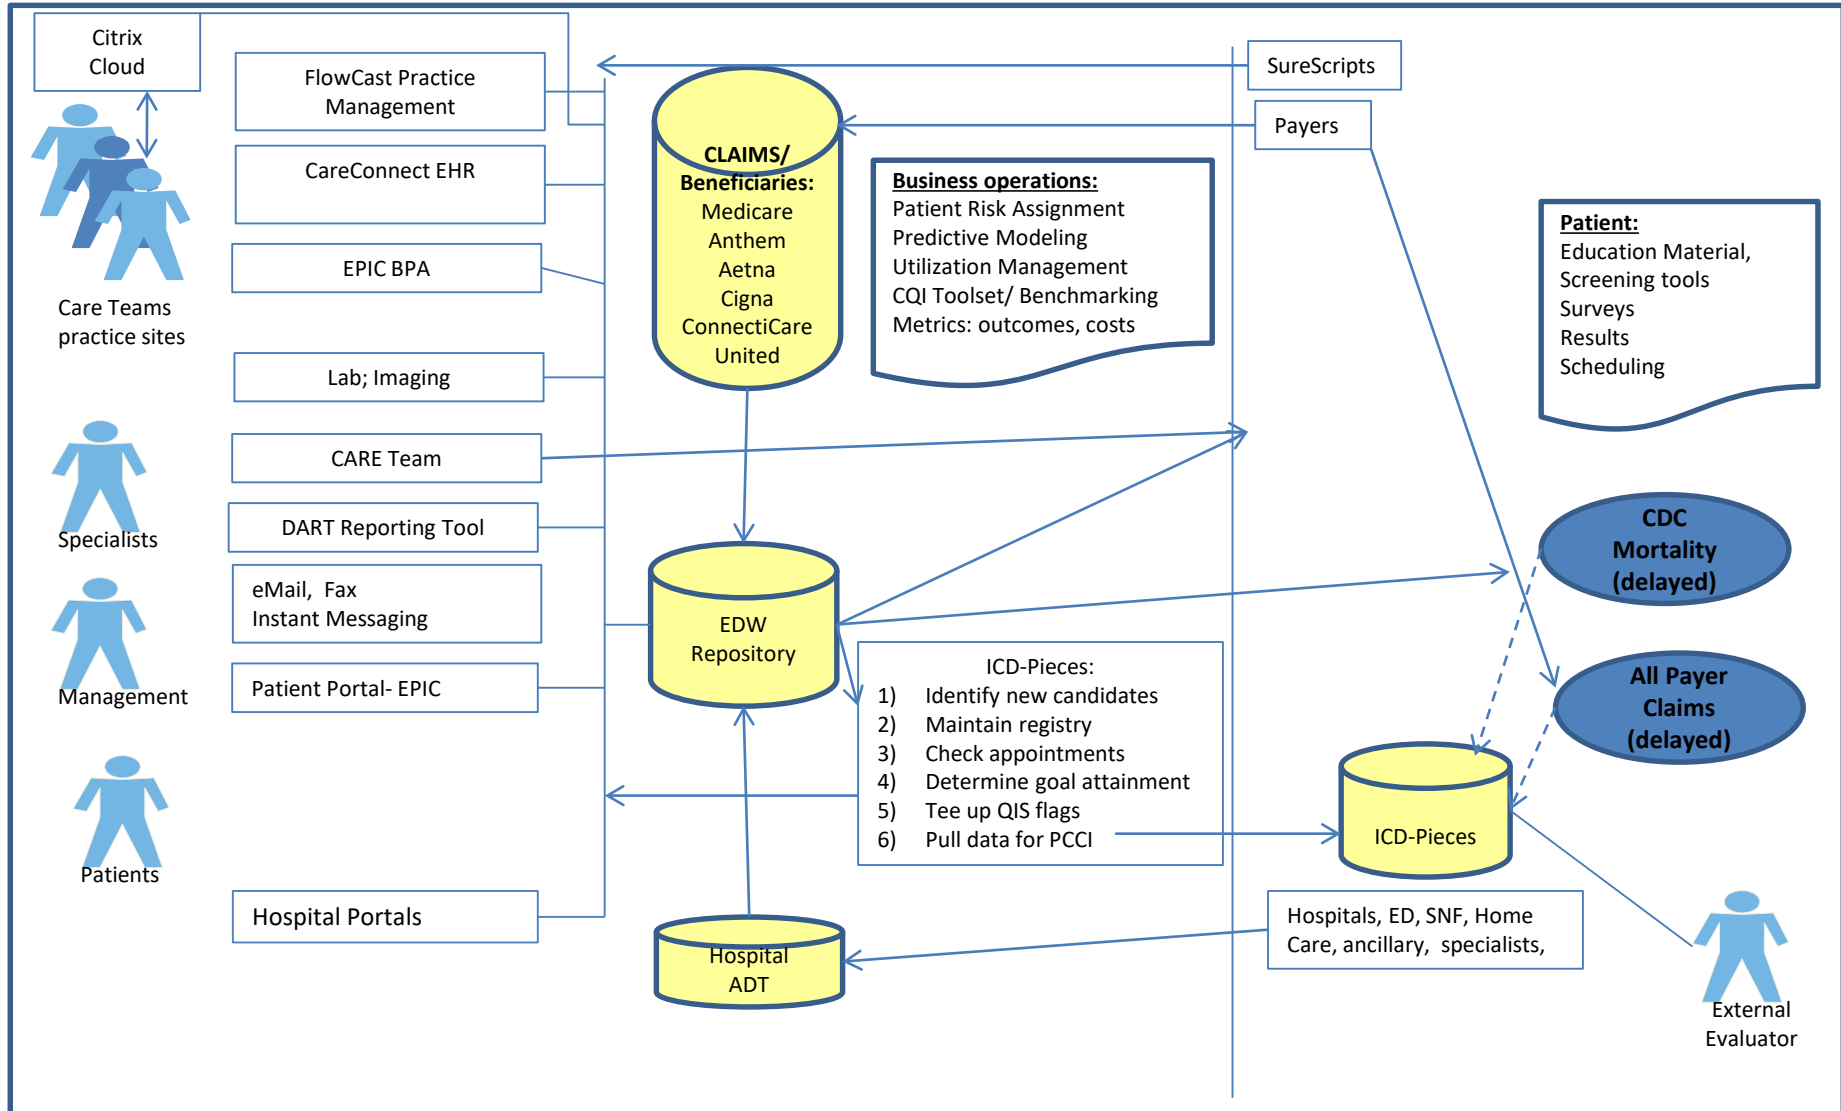 Citrix
Cloud
FlowCast Practice
Management
CareConnect EHR
EPIC BPA
Care Teams
practice sites
Lab; Imaging
CARE Team
DART Reporting Tool
Specialists
eMail,  Fax
Instant Messaging
Management
Patient Portal- EPIC
Patients
Hospital Portals
CLAIMS/
Beneficiaries:
Medicare
Anthem
Aetna
Cigna
ConnectiCare
United
Business operations:
Patient Risk Assignment
Predictive Modeling
Utilization Management
CQI Toolset/ Benchmarking
Metrics: outcomes, costs
SureScripts
Payers
Patient:
Education Material,
Screening tools
Surveys
Results
Scheduling
EDW
Repository
ICD-Pieces:
1) Identify new candidates
2) Maintain registry
3) Check appointments
4) Determine goal attainment
5) Tee up QIS flags
6) Pull data for PCCI
CDC
Mortality
(delayed)
All Payer
Claims
(delayed)
ICD-Pieces
Hospital
ADT
Hospitals, ED, SNF, Home
Care, ancillary,  specialists,
External
Evaluator